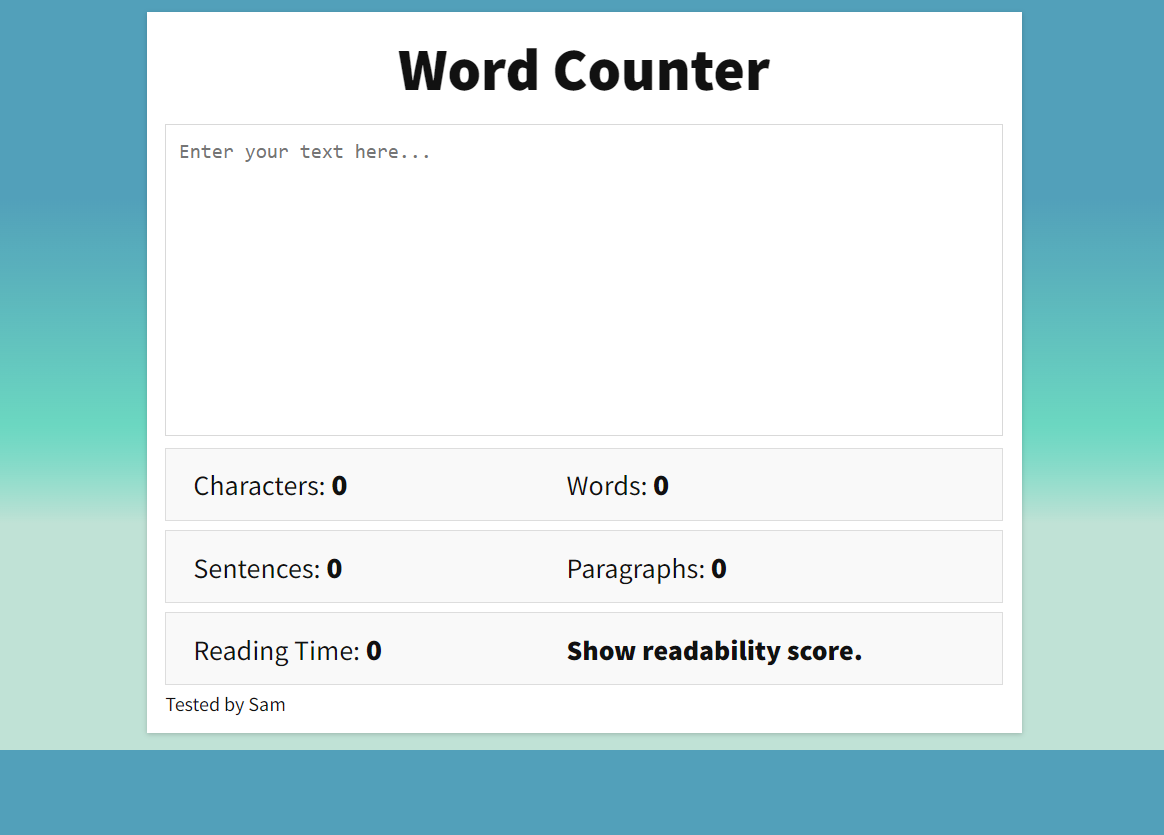 Word Counter
Enter your text here...
Characters: 0 Words: 0
Sentences: 0 Paragraphs: 0
Reading Time: 0 Show readability score.
Tested by Sam